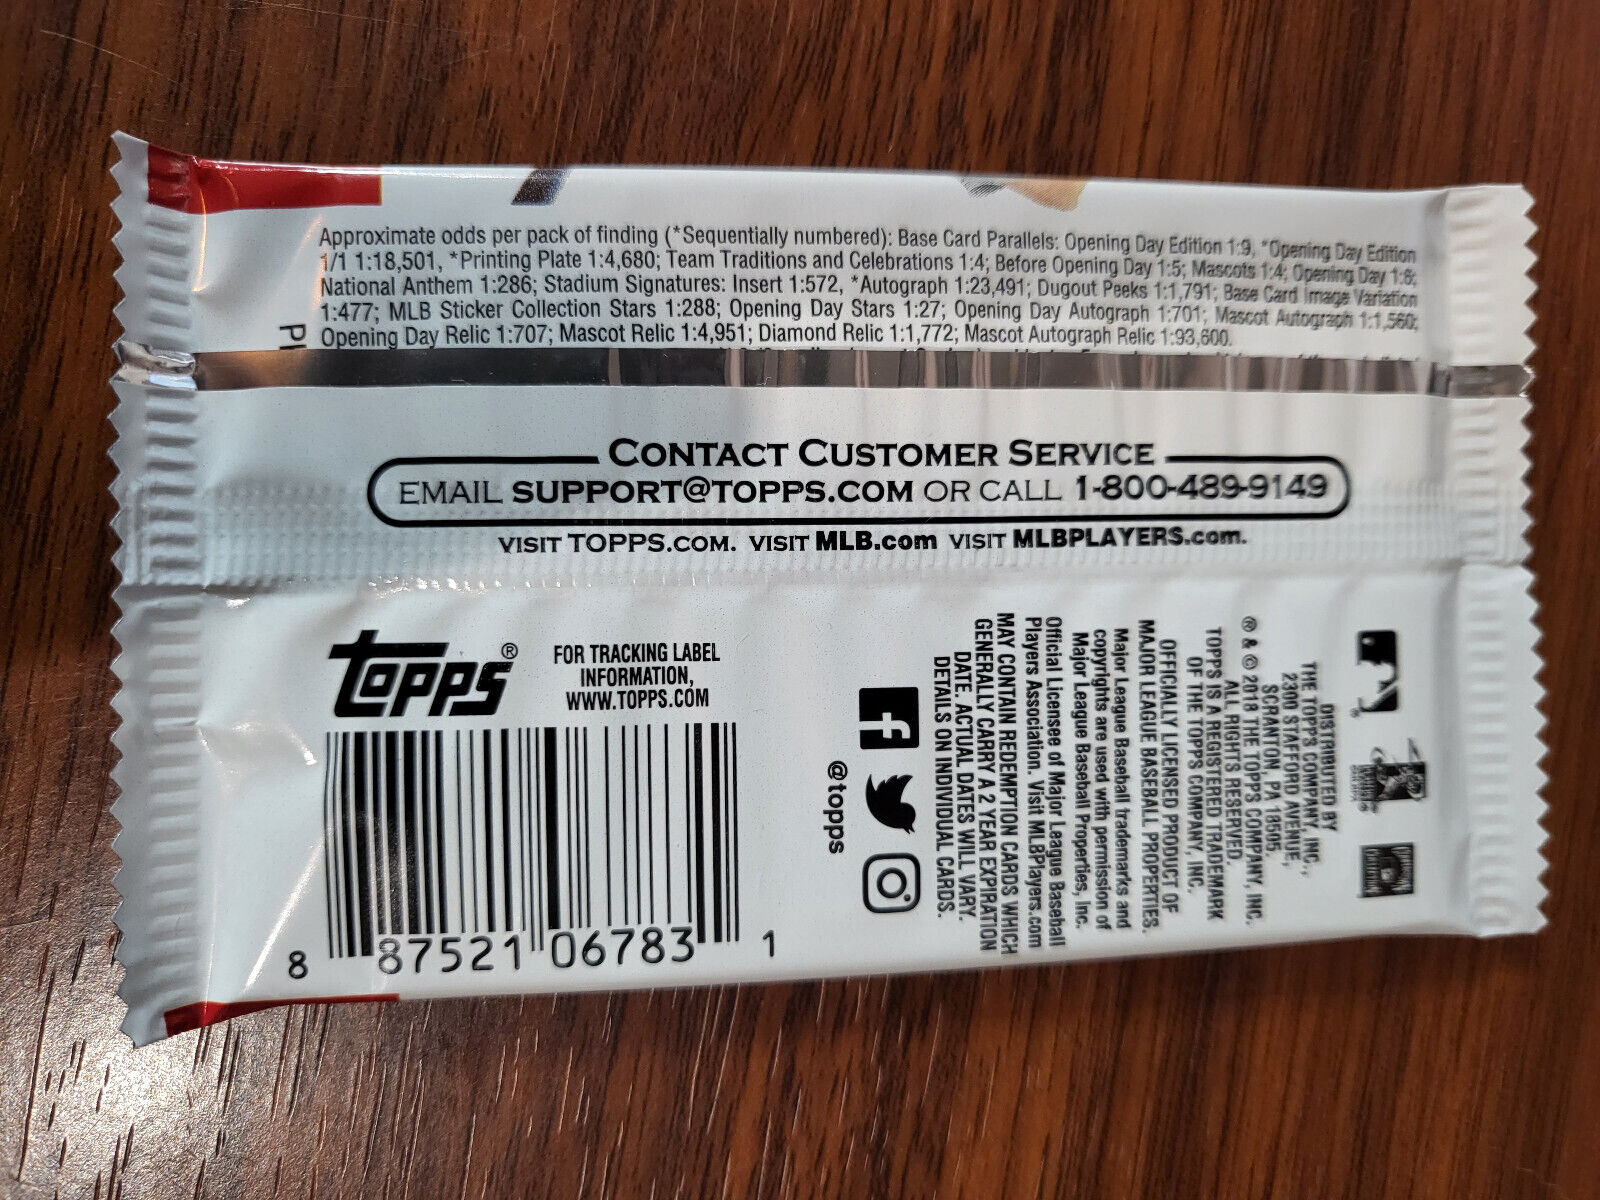 Approximate odds per pack of finding (*Sequentially numbered): Base Card Parallels: Opening Day Edition 1:9, *Opening Day Edition
1/1 1:18,501, *Printing Plate 1:4,680; Team Traditions and Celebrations 1:4; Before Opening Day 1:5; Mascots 1:4; Opening Day 1:6;
National Anthem 1:286; Stadium Signatures: Insert 1:572, *Autograph 1:23,491; Dugout Peeks 1:1,791; Base Card Image Variation
1:477; MLB Sticker Collection Stars 1:288; Opening Day Stars 1:27; Opening Day Autograph 1:701; Mascot Autograph 1:1,560;
Opening Day Relic 1:707; Mascot Relic 1:4,951; Diamond Relic 1:1,772; Mascot Autograph Relic 1:93,600.
CONTACT CUSTOMER SERVICE
EMAIL SUPPORT@TOPPS.COM OR CALL 1-800-489-9149
VISIT TOPPS.COM. VISIT MLB.com VISIT MLBPLAYERS.com.
topps®
FOR TRACKING LABEL
INFORMATION,
WWW.TOPPS.COM
8 87521 06783 1
@topps
DISTRIBUTED BY
THE TOPPS COMPANY, INC.,
2300 STAFFORD AVENUE,
SCRANTON, PA 18505.
® & © 2018 THE TOPPS COMPANY, INC.
TOPPS IS A REGISTERED TRADEMARK
ALL RIGHTS RESERVED.
OF THE TOPPS COMPANY, INC.
OFFICIALLY LICENSED PRODUCT OF
MAJOR LEAGUE BASEBALL PROPERTIES.
Major League Baseball trademarks and
copyrights are used with permission of
Major League Baseball Properties, Inc.
Official Licensee of Major League Baseball
Players Association. Visit MLBPlayers.com
MAY CONTAIN REDEMPTION CARDS WHICH
GENERALLY CARRY A 2 YEAR EXPIRATION
DATE. ACTUAL DATES WILL VARY.
DETAILS ON INDIVIDUAL CARDS.